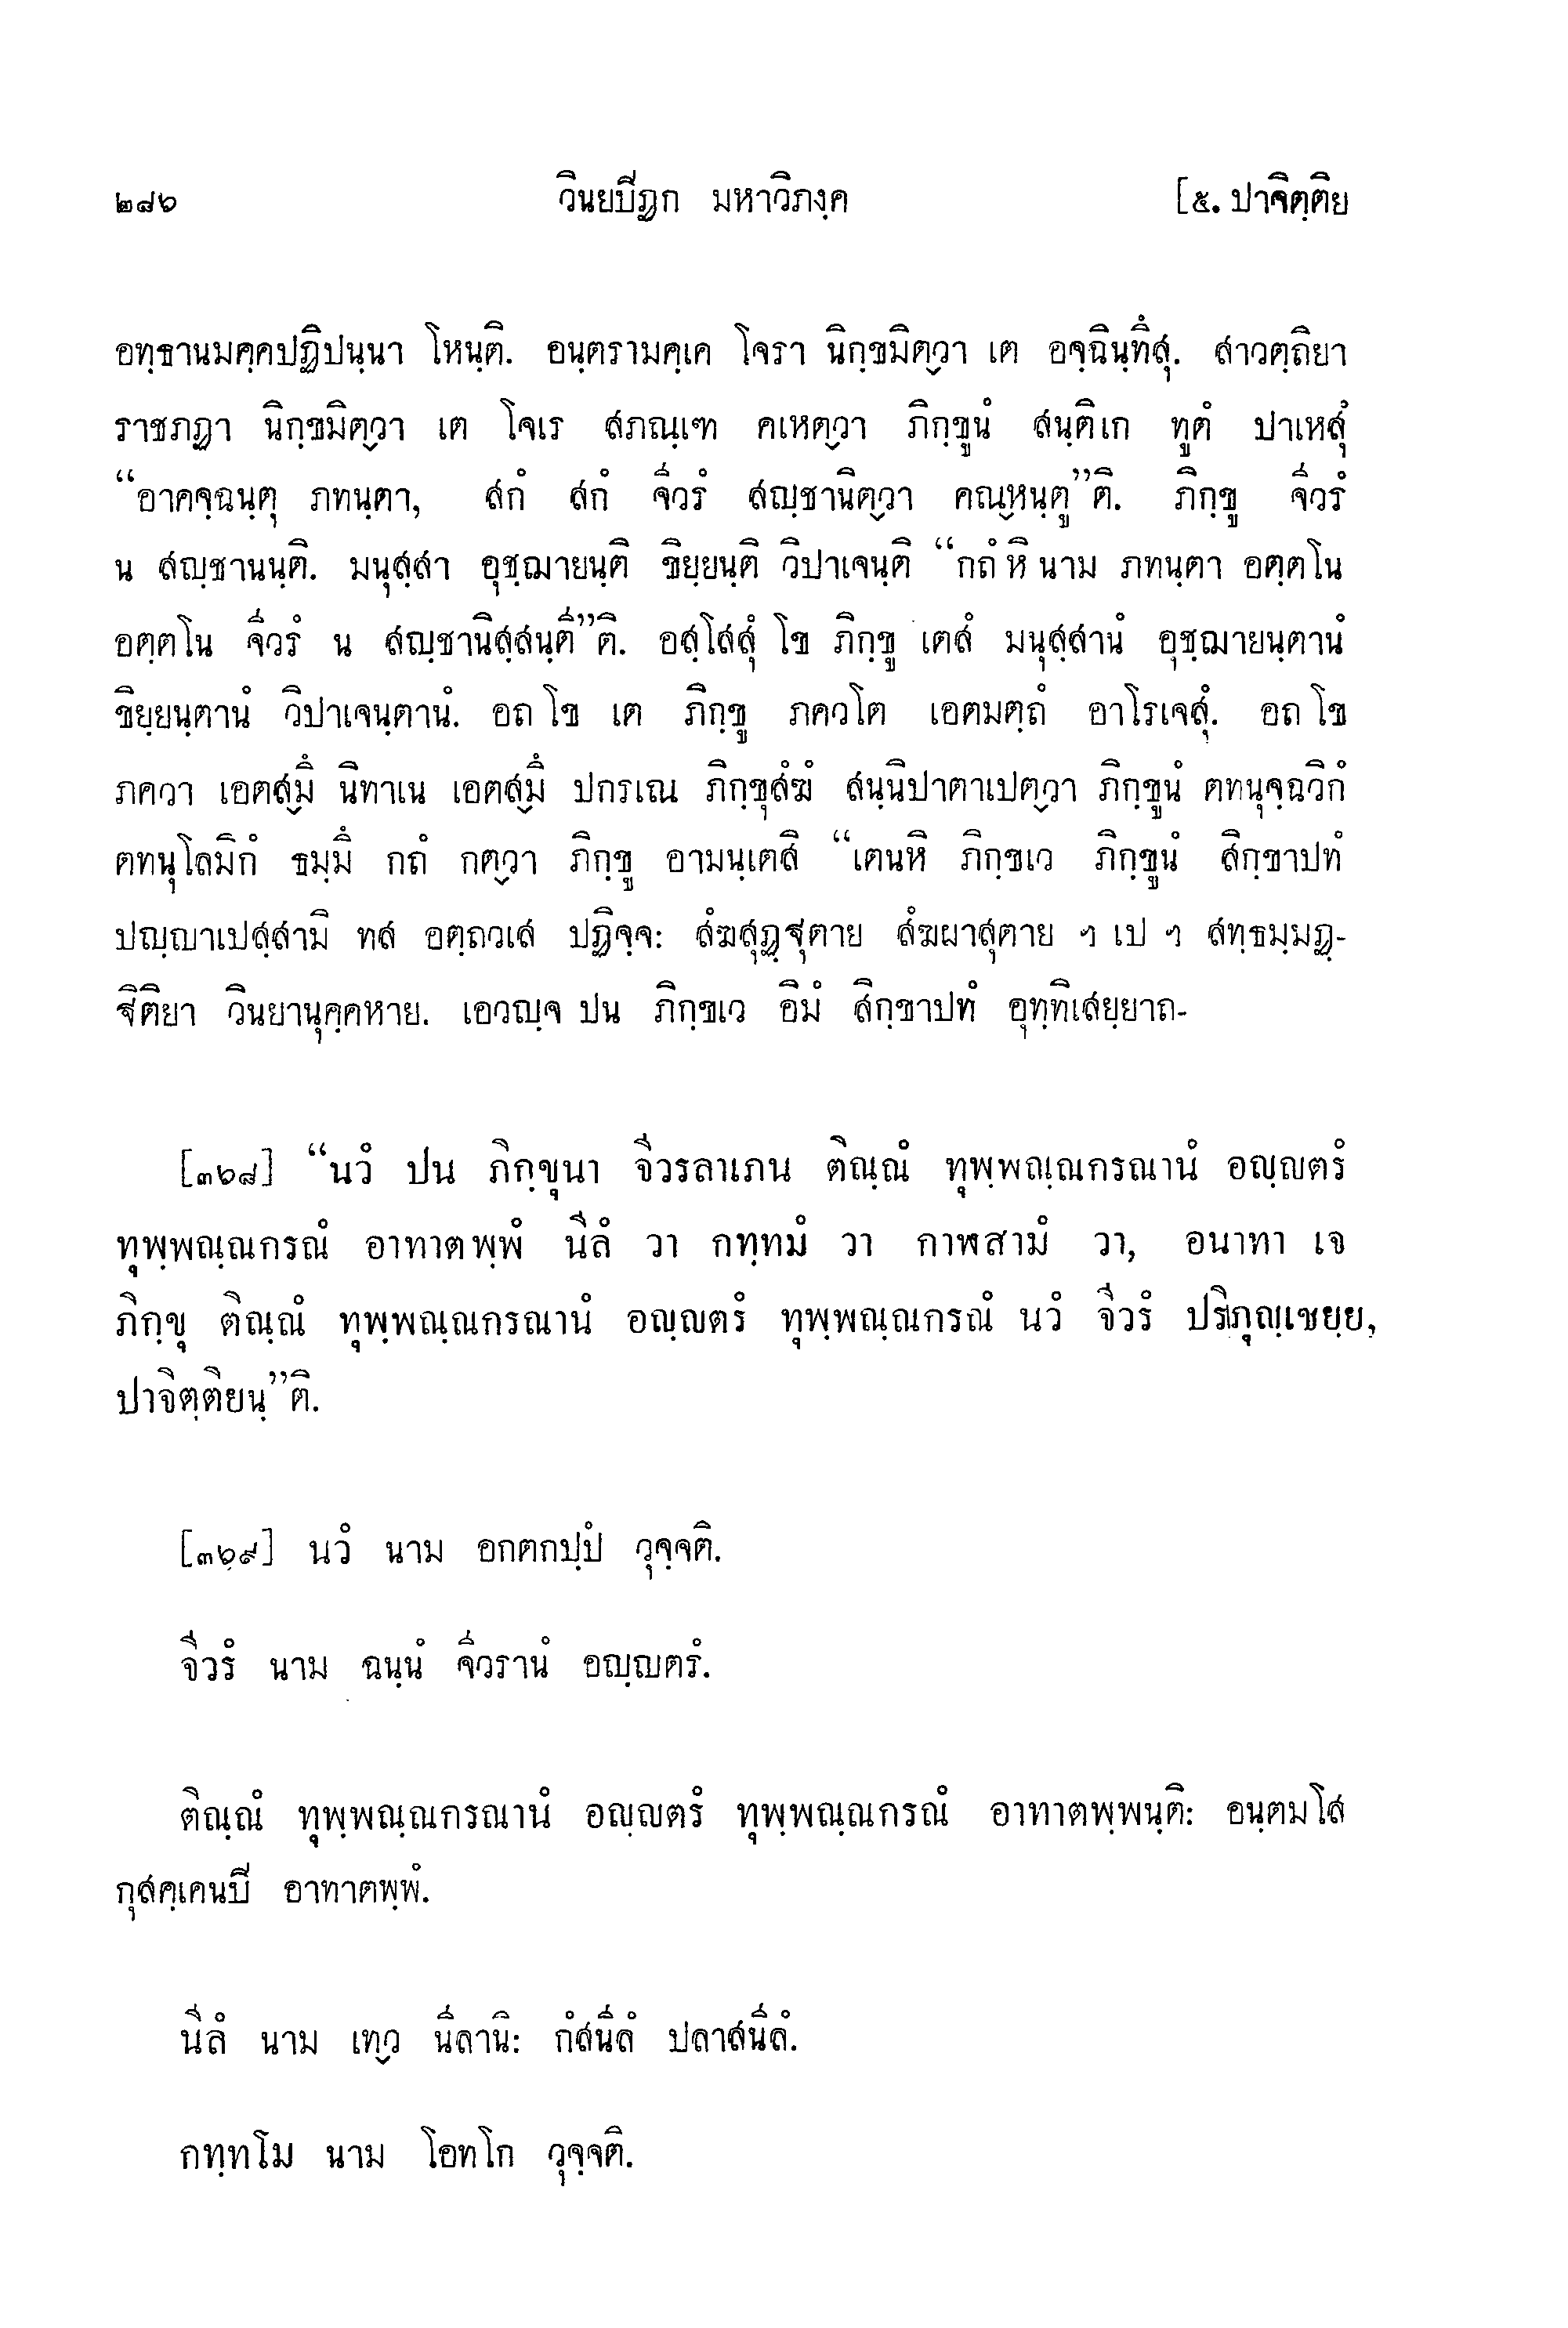 ๒๘๖ วินยปีฏก มหาวิภงฺค [๕. ปาจิตฺติย
อทฺธานมคฺคปฏิปนฺนา โหนฺติ. อนฺตรามคฺเค โจรา นิกฺขมิตฺวา เต อจฺฉินฺทึสุ. สาวตฺถิยา
ราชภฏา นิกฺขมิตฺวา เต โจเร สภณฺเฑ คเหตฺวา ภิกฺขูนํ สนฺติเก ทูตํ ปาเหสุํ
“อาคจฺฉนฺตุ ภทนฺตา, สกํ สกํ จีวรํ สญฺชานิตฺวา คณฺหนฺตู”ติ. ภิกฺขู จีวรํ
น สญฺชานนฺติ. มนุสฺสา อุชฺฌายนฺติ ขิยฺยนฺติ วิปาเจนฺติ “กถํ หิ นาม ภทนฺตา อตฺตโน
อตฺตโน จีวรํ น สญฺชานิสฺสนฺตี”ติ. อสฺโสสุํ โข ภิกฺขู เตสํ มนุสฺสานํ อุชฺฌายนฺตานํ
ขิยฺยนฺตานํ วิปาเจนฺตานํ. อถ โข เต ภิกฺขู ภควโต เอตมตฺถํ อาโรเจสุํ. อถ โข
ภควา เอตสฺมึ นิทาเน เอตสฺมึ ปกรเณ ภิกฺขุสํฆํ สนฺนิปาตาเปตฺวา ภิกฺขูนํ ตทนุจฺฉวิกํ
ตทนุโลมิกํ ธมฺมึ กถํ กตฺวา ภิกฺขู อามนฺเตสิ “เตนหิ ภิกฺขเว ภิกฺขูนํ สิกฺขาปทํ
ปญฺญาเปสฺสามิ ทส อตฺถวเส ปฏิจฺจ: สํฆสุฏฺฐุตาย สํฆผาสุตาย ฯ เป ฯ สทฺธมฺมฏฺ-
ฐิติยา วินยานุคฺคหาย. เอวญฺจ ปน ภิกฺขเว อิมํ สิกฺขาปทํ อุทฺทิเสยฺยาถ-
[๓๖๘] “นวํ ปน ภิกฺขุนา จีวรลาเภน ติณฺณํ ทุพฺพณฺณกรณานํ อญฺญตรํ
ทุพฺพณฺณกรณํ อาทาตพฺพํ นีลํ วา กทฺทมํ วา กาฬสามํ วา, อนาทา เจ
ภิกฺขุ ติณฺณํ ทุพฺพณฺณกรณานํ อญฺญตรํ ทุพฺพณฺณกรณํ นวํ จีวรํ ปริภุญฺเชยฺย,
ปาจิตฺติยนฺ”ติ.
[๓๖๙] นวํ นาม อกตกปฺปํ วุจฺจติ.
จีวรํ นาม ฉนฺนํ จีวรานํ อญฺญตรํ.
ติณฺณํ ทุพฺพณฺณกรณานํ อญฺญตรํ ทุพฺพณฺณกรณํ อาทาตพฺพนฺติ: อนฺตมโส
กุสคฺเคนปี อาทาตพฺพํ.
นีลํ นาม เทฺว นีลานิ: กํสนีลํ ปลาสนีลํ.
กทฺทโม นาม โอทโก วุจฺจติ.